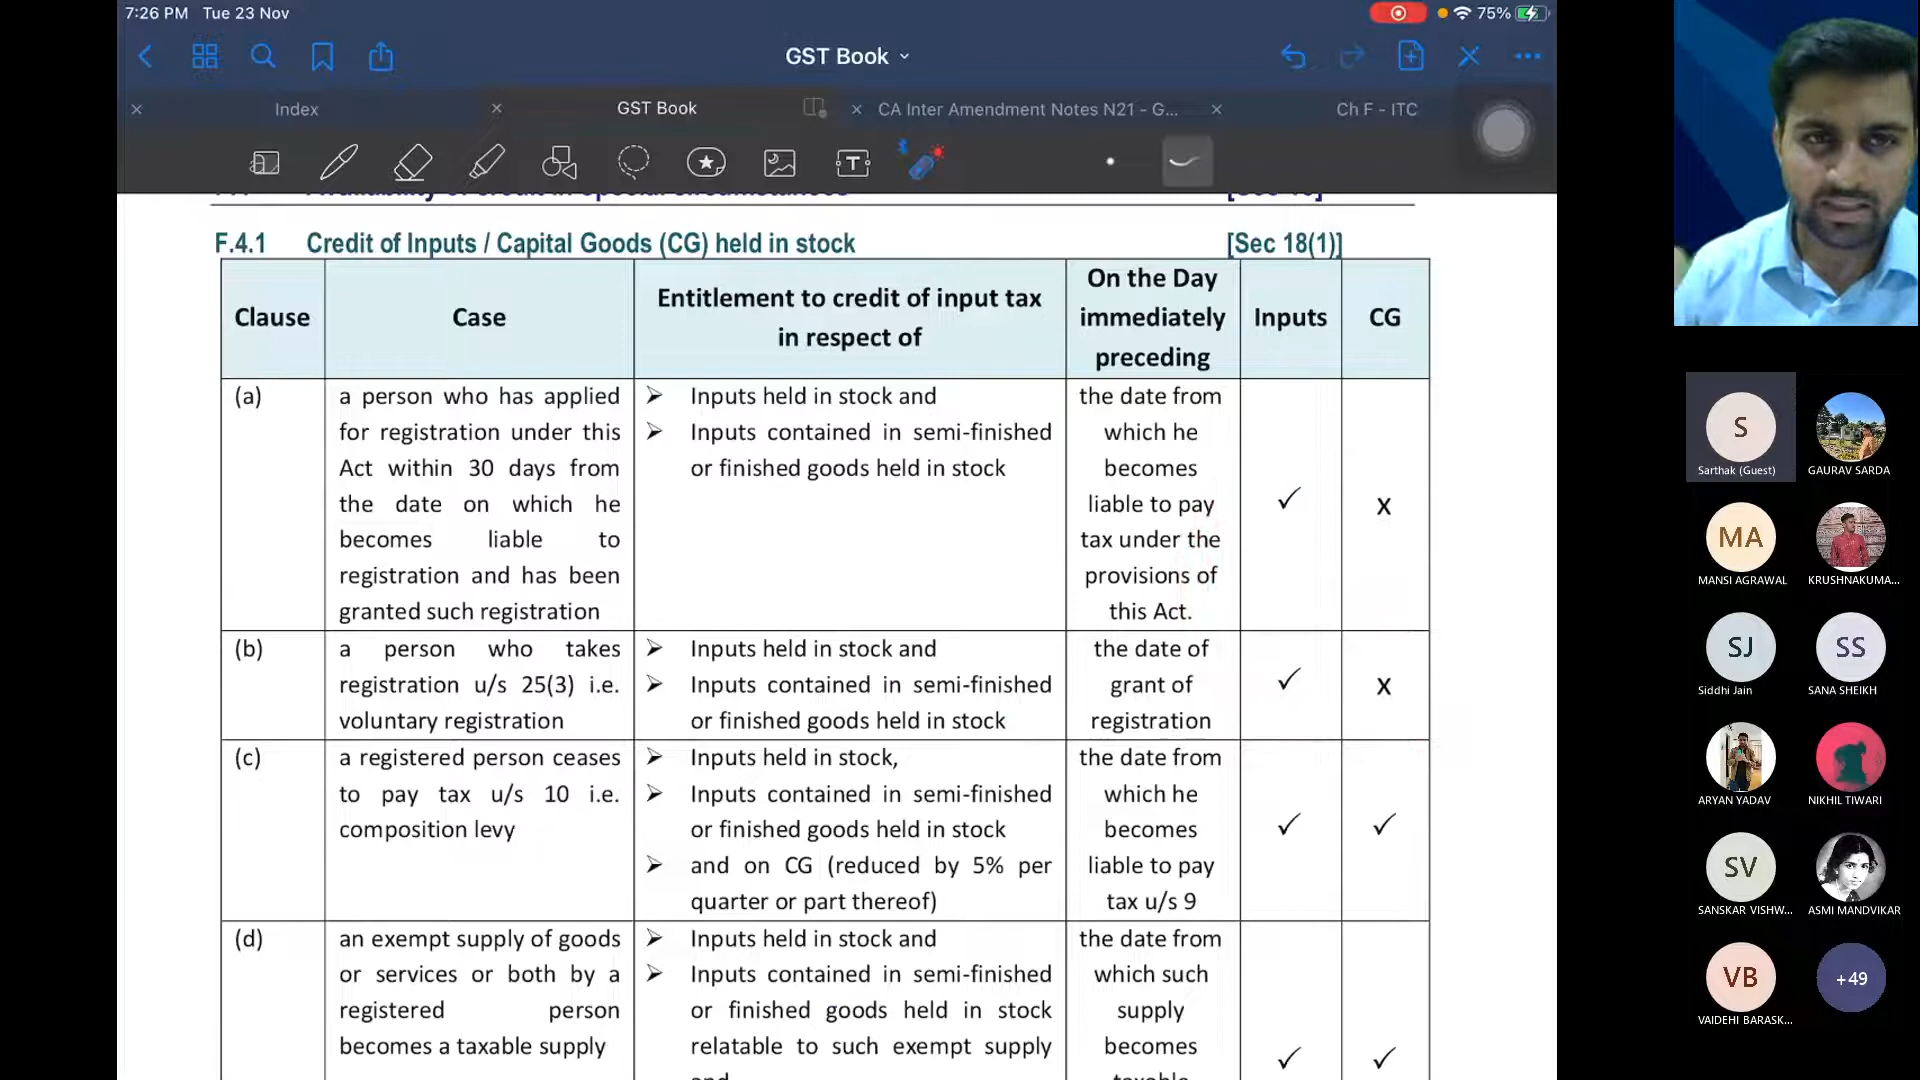 7:26 PM Tue 23 Nov
75%
GST Book
Index
GST Book
CA Inter Amendment Notes N21 - G...
Ch F - ITC
F.4.1 Credit of Inputs / Capital Goods (CG) held in stock [Sec 18(1)]
Clause
Case
Entitlement to credit of input tax
in respect of
On the Day
immediately
preceding
Inputs
CG
(a)
a person who has applied
for registration under this
Act within 30 days from
the date on which he
becomes liable to
registration and has been
granted such registration
➢ Inputs held in stock and
➢ Inputs contained in semi-finished
or finished goods held in stock
the date from
which he
becomes
liable to pay
tax under the
provisions of
this Act.
✓
x
(b)
a person who takes
registration u/s 25(3) i.e.
voluntary registration
➢ Inputs held in stock and
➢ Inputs contained in semi-finished
or finished goods held in stock
the date of
grant of
registration
✓
x
(c)
a registered person ceases
to pay tax u/s 10 i.e.
composition levy
➢ Inputs held in stock,
➢ Inputs contained in semi-finished
or finished goods held in stock
➢ and on CG (reduced by 5% per
quarter or part thereof)
the date from
which he
becomes
liable to pay
tax u/s 9
✓
✓
(d)
an exempt supply of goods
or services or both by a
registered person
becomes a taxable supply
➢ Inputs held in stock and
➢ Inputs contained in semi-finished
or finished goods held in stock
relatable to such exempt supply
the date from
which such
supply
becomes
✓
✓
S
Sarthak (Guest)
GAURAV SARDA
MA
MANSI AGRAWAL
KRUSHNAKUMA...
SJ
Siddhi Jain
SS
SANA SHEIKH
ARYAN YADAV
NIKHIL TIWARI
SV
SANSKAR VISHW...
ASMI MANDVIKAR
VB
VAIDEHI BARASK...
+49